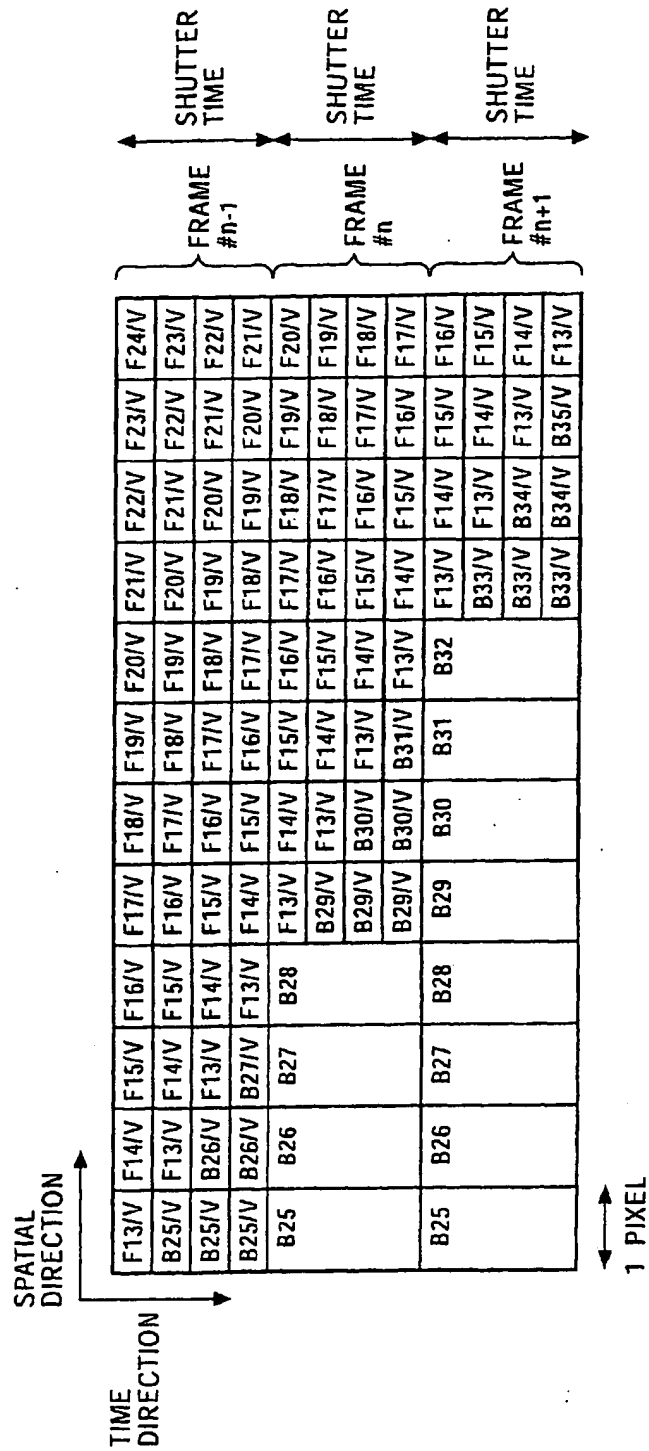 SPATIAL
DIRECTION
TIME
DIRECTION
F13/V F14/V F15/V F16/V F17/V F18/V F19/V F20/V F21/V F22/V F23/V F24/V
B25/V F13/V F14/V F15/V F16/V F17/V F18/V F19/V F20/V F21/V F22/V F23/V
B25/V B26/V F13/V F14/V F15/V F16/V F17/V F18/V F19/V F20/V F21/V F22/V
B25/V B26/V B27/V F13/V F14/V F15/V F16/V F17/V F18/V F19/V F20/V F21/V
FRAME
#n-1
SHUTTER
TIME
B25 B26 B27 B28 F13/V F14/V F15/V F16/V F17/V F18/V F19/V F20/V
B29/V F13/V F14/V F15/V F16/V F17/V F18/V F19/V
B29/V B30/V F13/V F14/V F15/V F16/V F17/V F18/V
B29/V B30/V B31/V F13/V F14/V F15/V F16/V F17/V
FRAME
#n
SHUTTER
TIME
B25 B26 B27 B28 B29 B30 B31 B32 F13/V F14/V F15/V F16/V
B33/V F13/V F14/V F15/V
B33/V B34/V F13/V F14/V
B33/V B34/V B35/V F13/V
FRAME
#n+1
SHUTTER
TIME
1 PIXEL